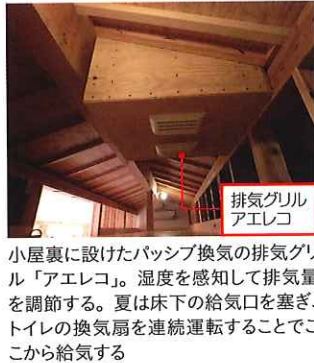 排気グリル
アエレコ
小屋裏に設けたパッシブ換気の排気グリ
ル「アエレコ」。湿度を感知して排気量
を調節する。夏は床下の給気口を塞ぎ、
トイレの換気扇を連続運転することでこ
こから給気する